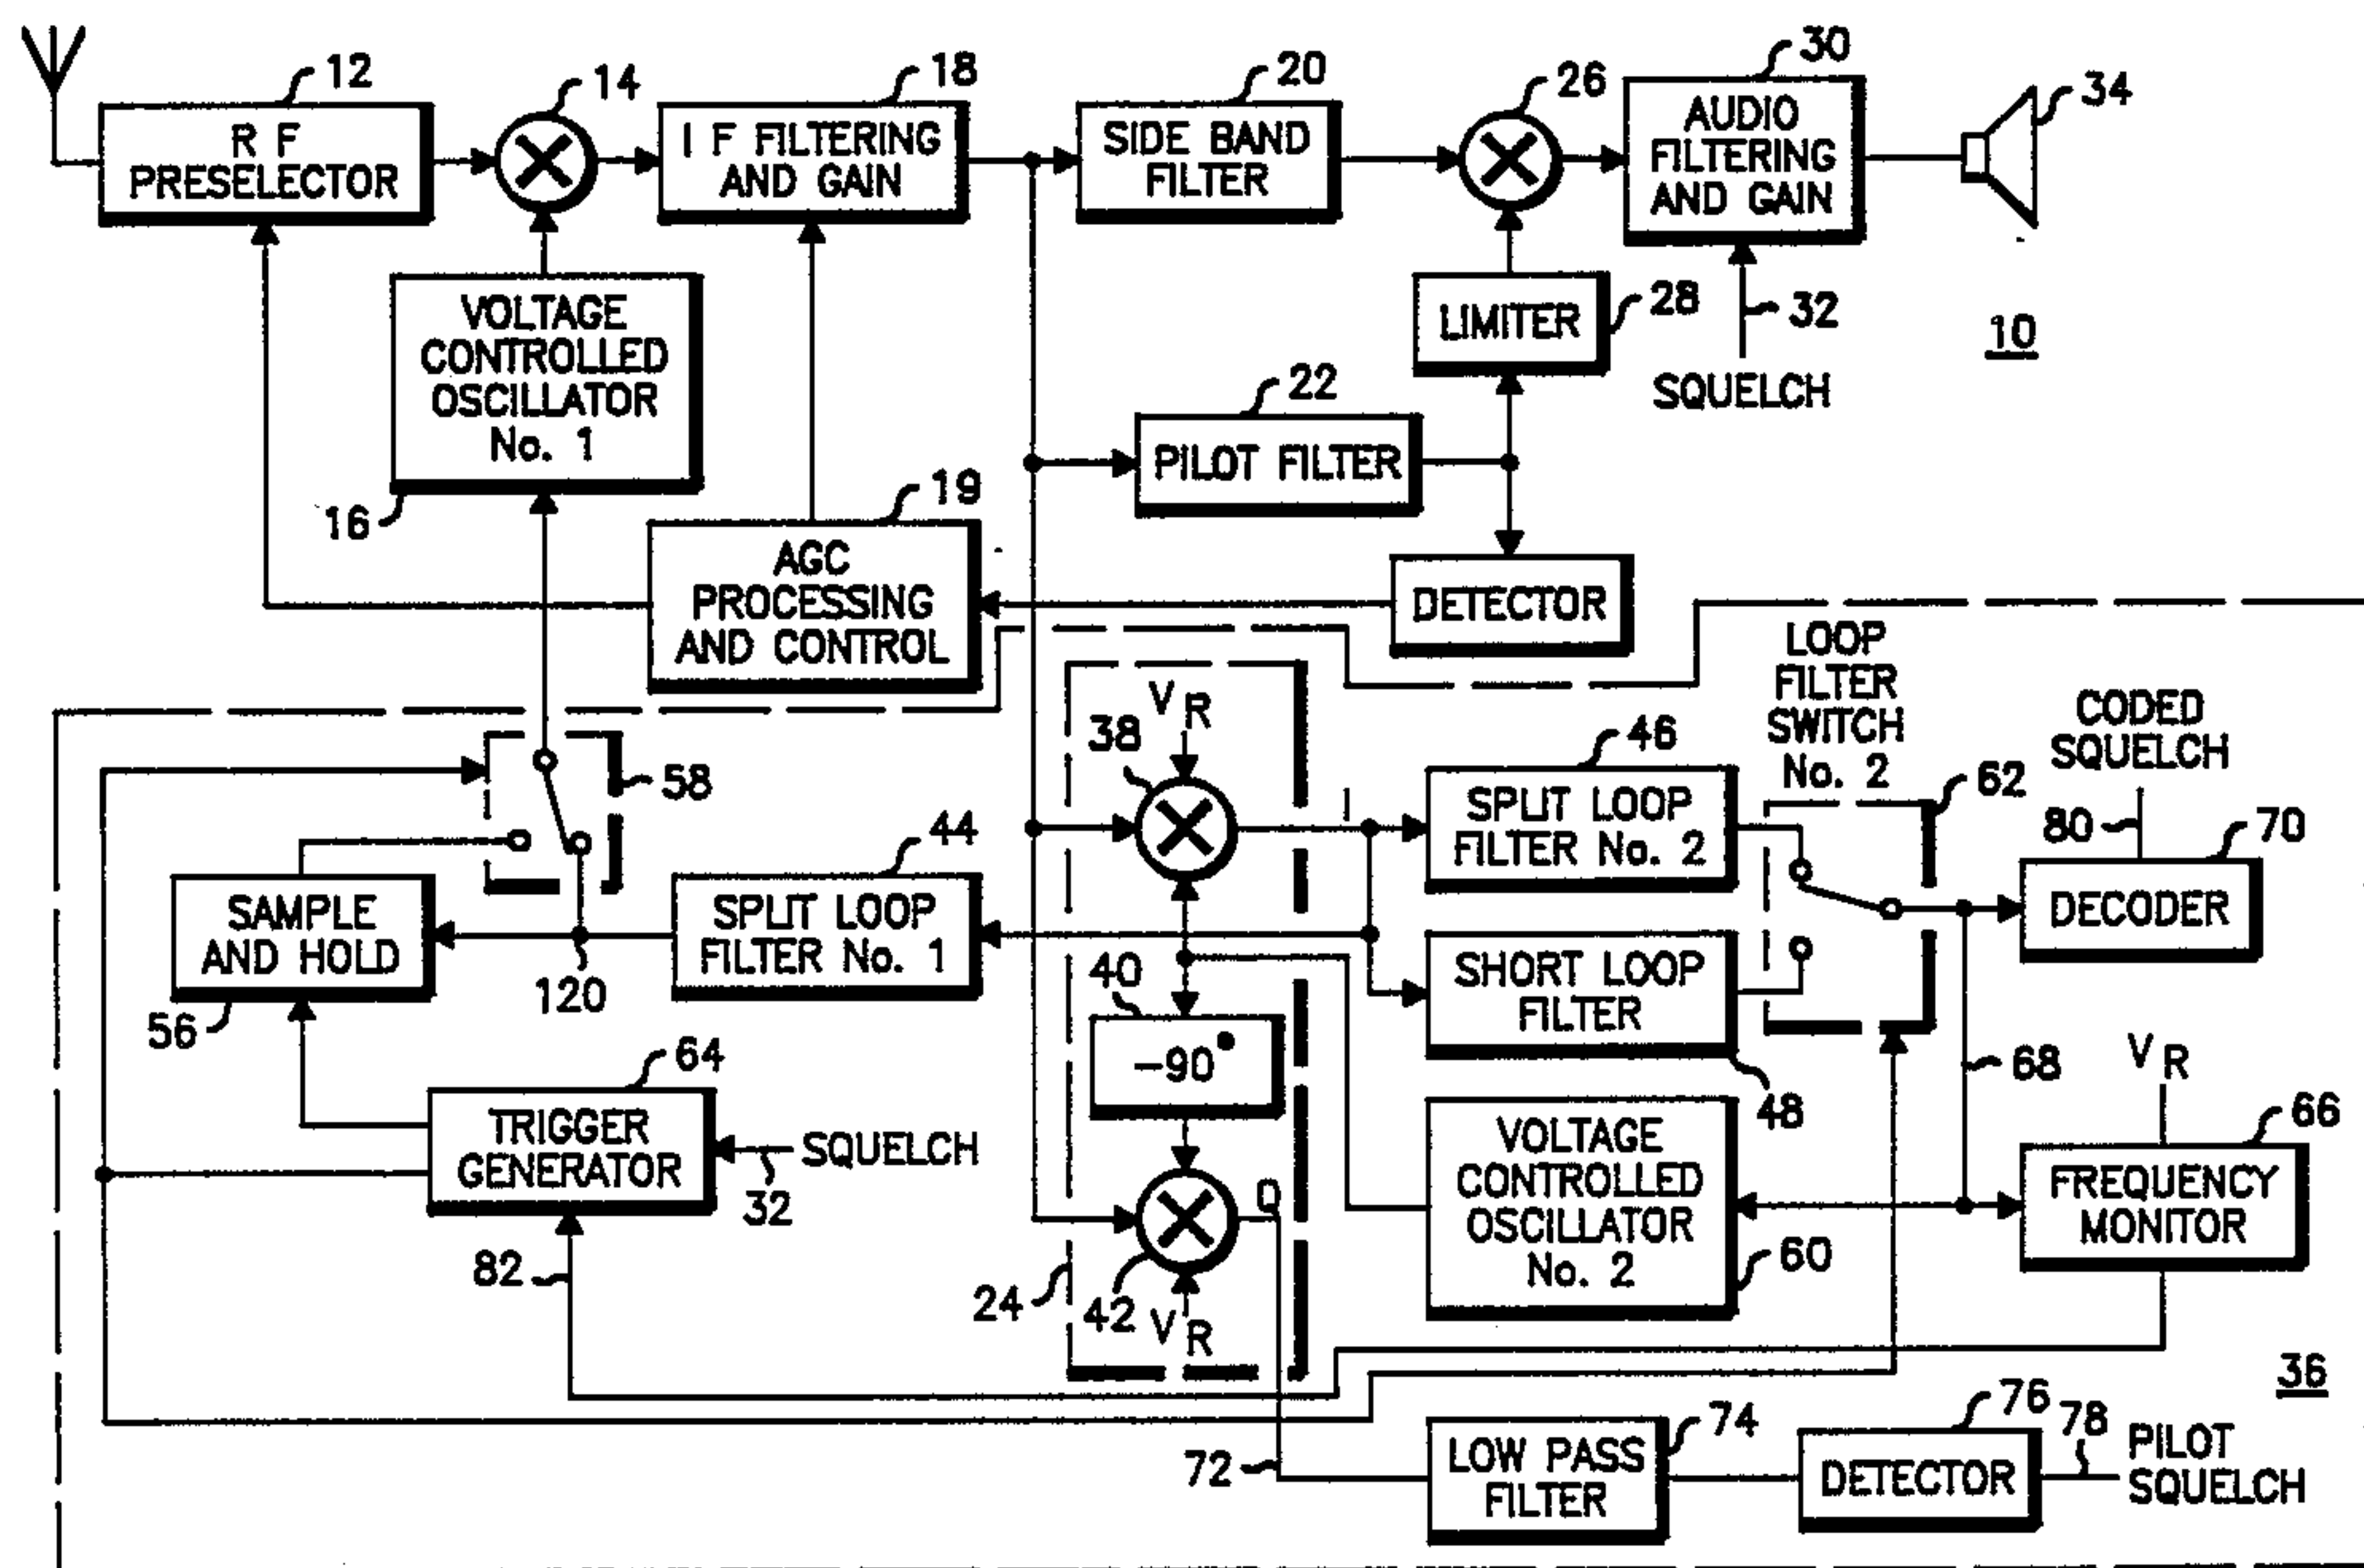 12
R F
PRESELECTOR
14
18
I F FILTERING
AND GAIN
20
SIDE BAND
FILTER
26
30
AUDIO
FILTERING
AND GAIN
34
VOLTAGE
CONTROLLED
OSCILLATOR
No. 1
16
LIMITER
28
32
SQUELCH
10
22
PILOT FILTER
19
AGC
PROCESSING
AND CONTROL
DETECTOR
LOOP
FILTER
SWITCH
No. 2
62
CODED
SQUELCH
80
70
DECODER
V R
38
46
SPLIT LOOP
FILTER No. 2
58
44
SPLIT LOOP
FILTER No. 1
SAMPLE
AND HOLD
56
120
40
-90°
SHORT LOOP
FILTER
48
68
V R
66
FREQUENCY
MONITOR
64
TRIGGER
GENERATOR
SQUELCH
32
82
VOLTAGE
CONTROLLED
OSCILLATOR
No. 2
60
Q
24
42
V R
36
72
LOW PASS
FILTER
74
76
DETECTOR
78
PILOT
SQUELCH